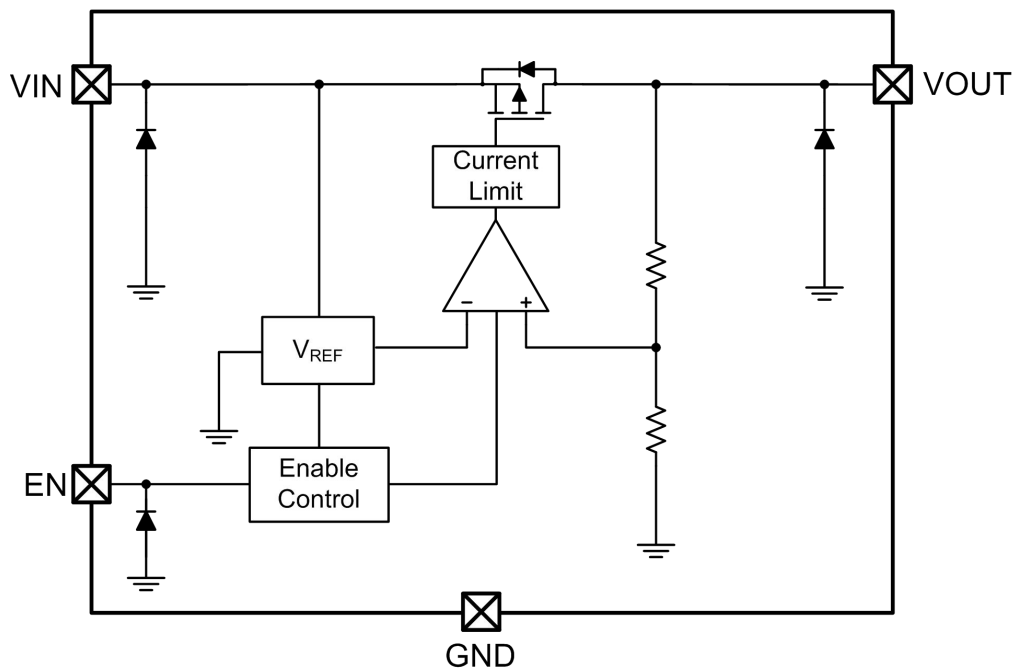 VIN
VOUT
Current
Limit
-
+
VREF
EN
Enable
Control
GND